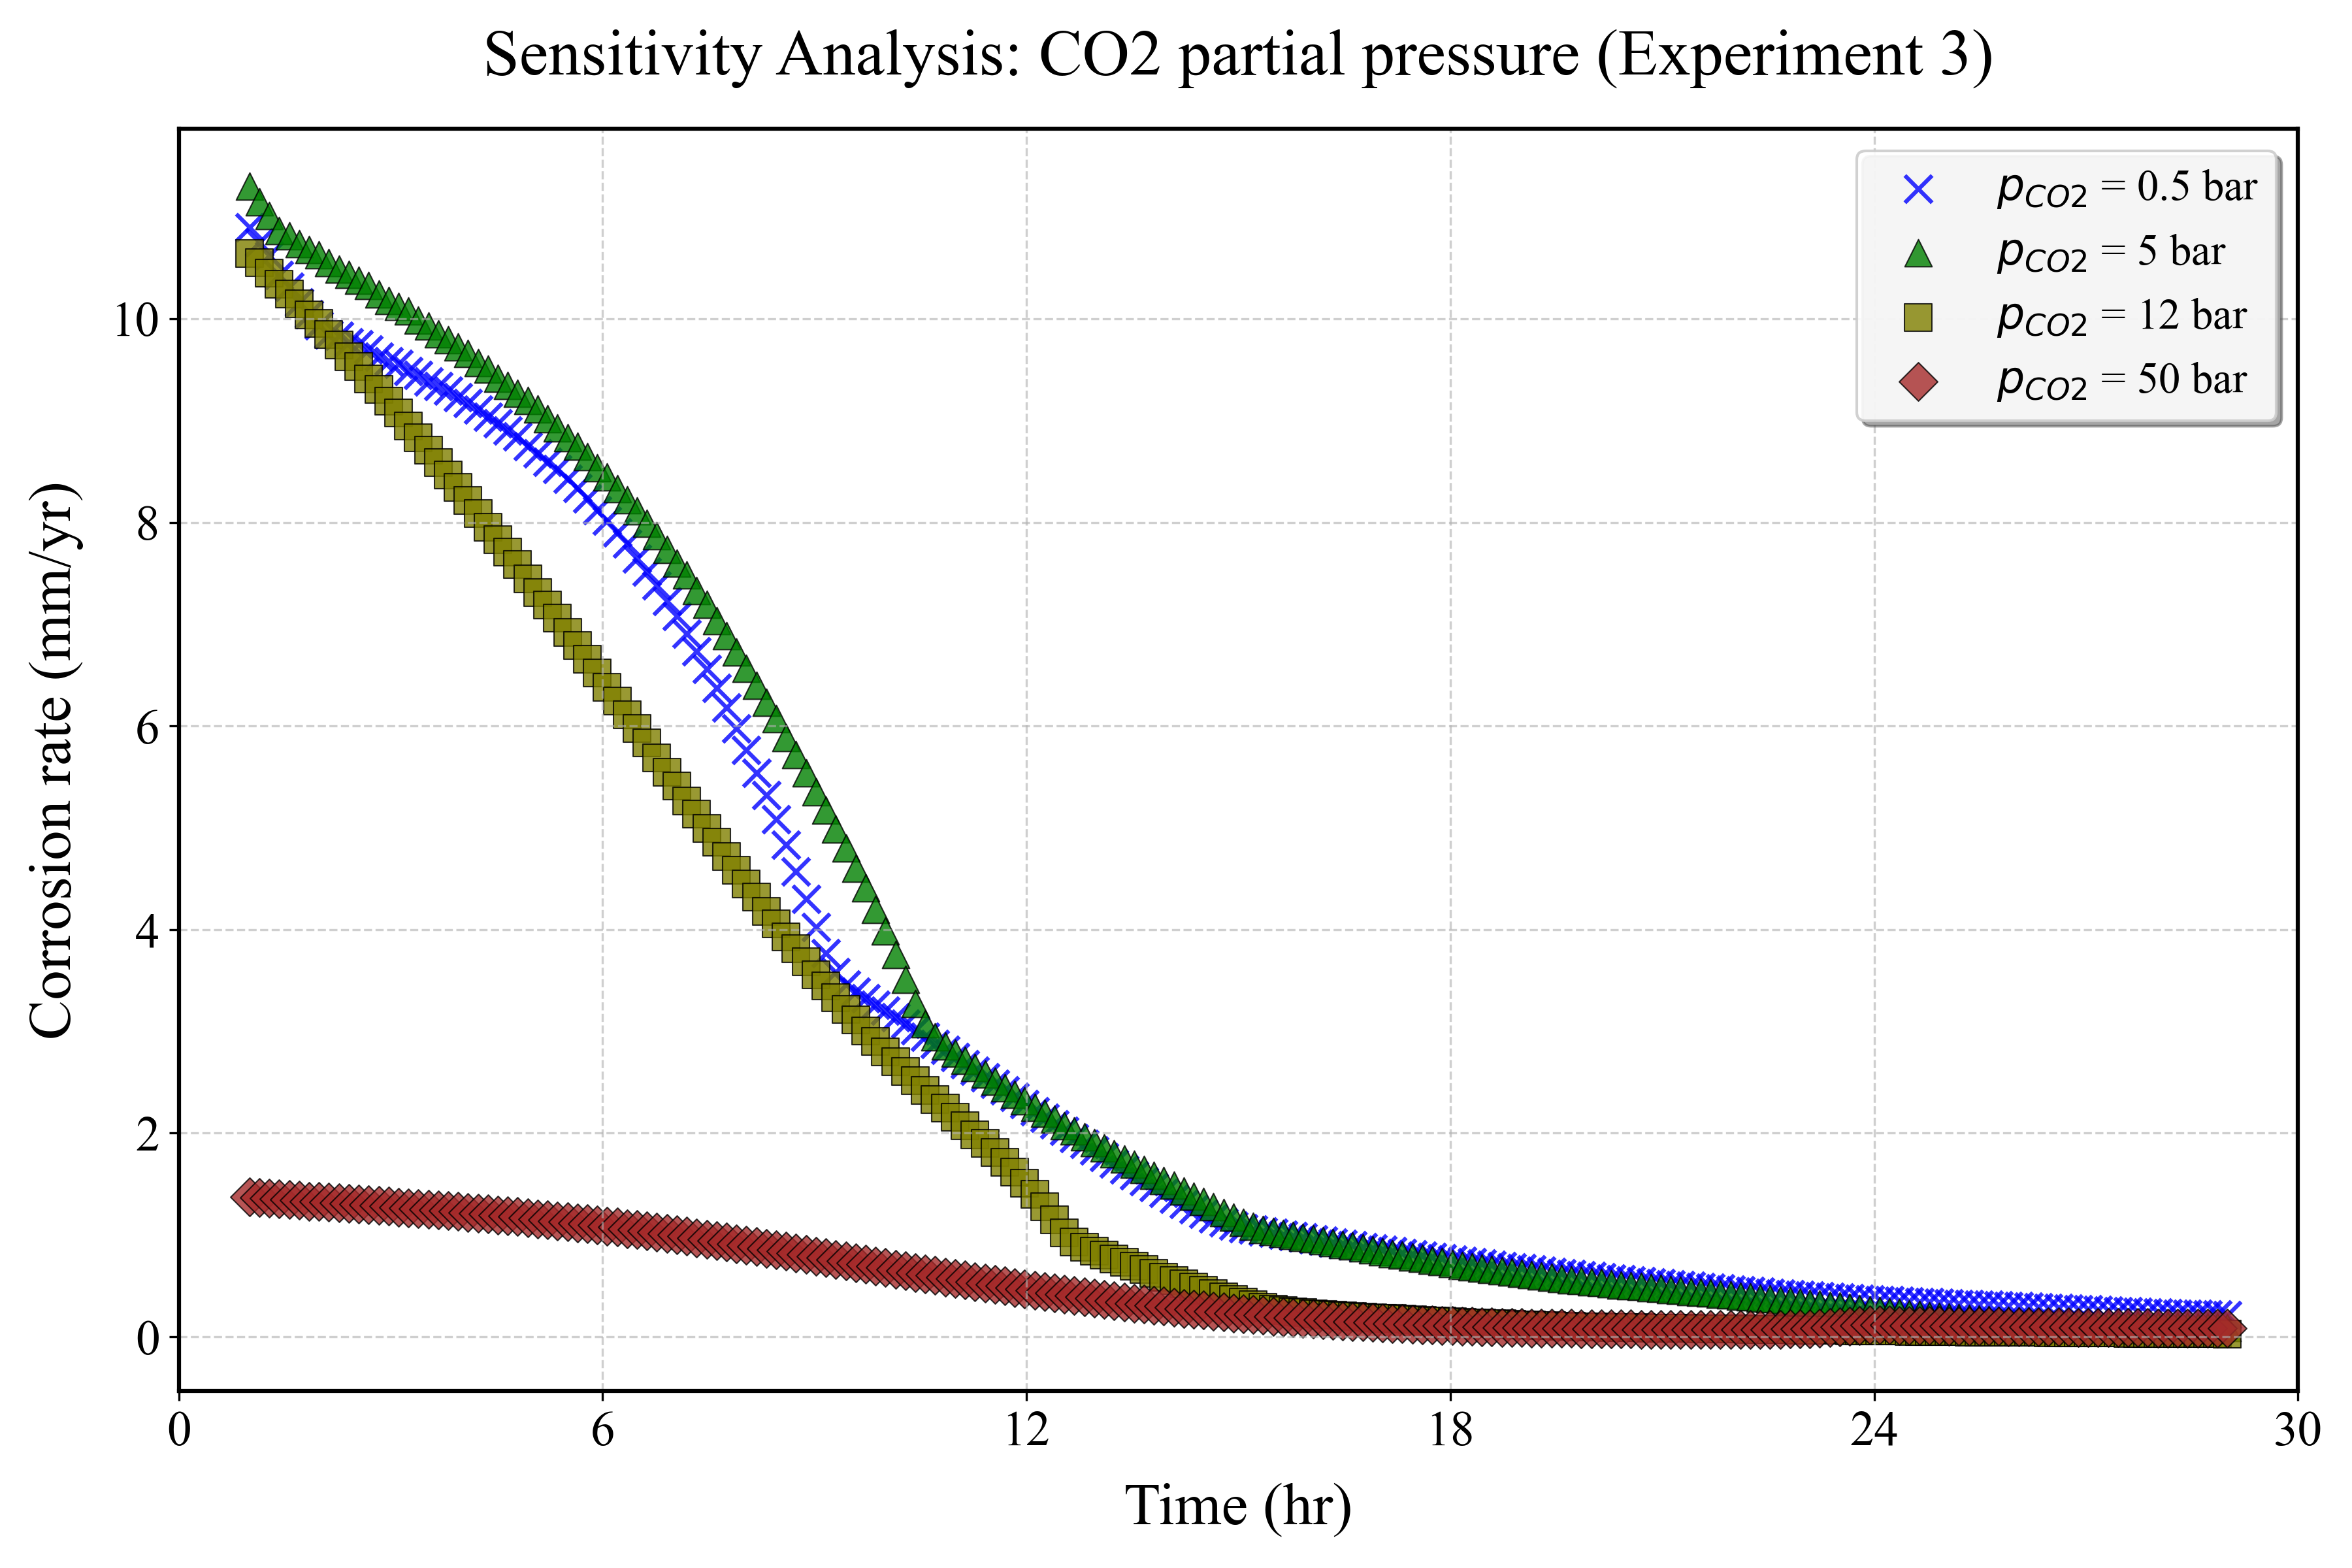 Sensitivity Analysis: CO2 partial pressure (Experiment 3)
p_CO2 = 0.5 bar
p_CO2 = 5 bar
p_CO2 = 12 bar
p_CO2 = 50 bar
Corrosion rate (mm/yr)
10
8
6
4
2
0
0 6 12 18 24 30
Time (hr)